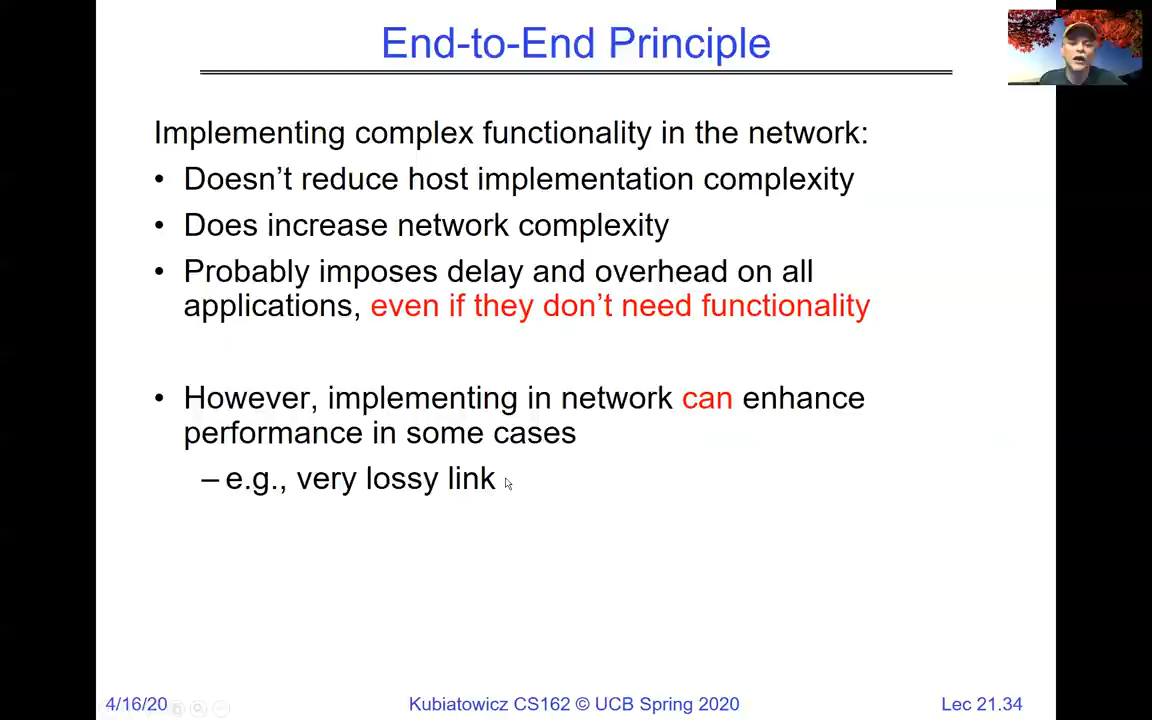 End-to-End Principle
Implementing complex functionality in the network:
• Doesn't reduce host implementation complexity
• Does increase network complexity
• Probably imposes delay and overhead on all
applications, even if they don't need functionality
• However, implementing in network can enhance
performance in some cases
– e.g., very lossy link
4/16/20
Kubiatowicz CS162 © UCB Spring 2020
Lec 21.34